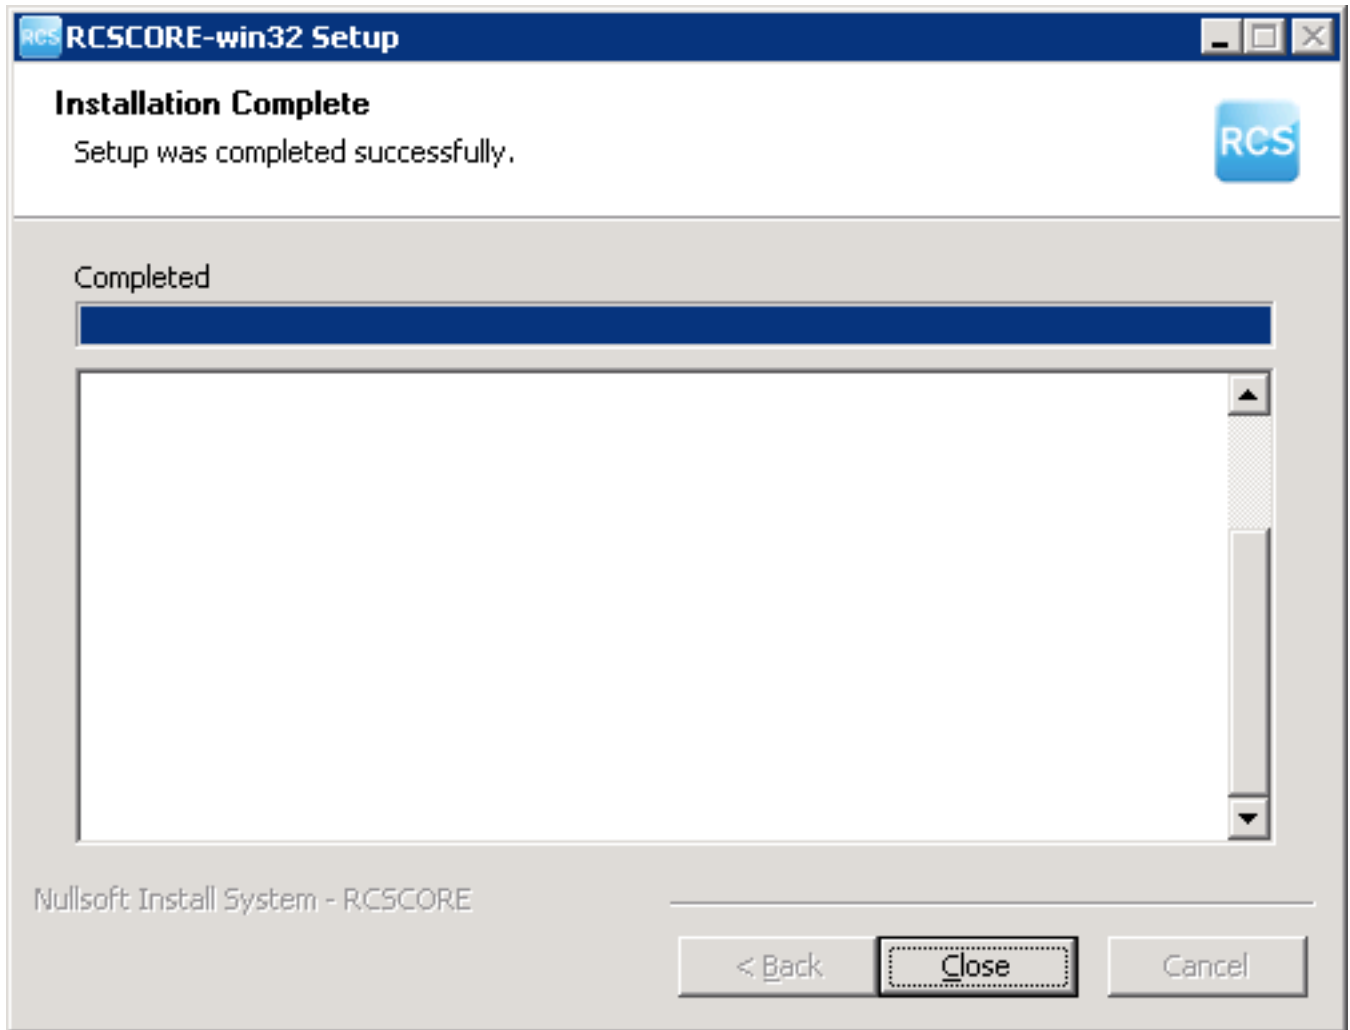 RCS RCSCORE-win32 Setup
Installation Complete
Setup was completed successfully.
RCS
Completed
Nullsoft Install System - RCSCORE
< Back
Close
Cancel